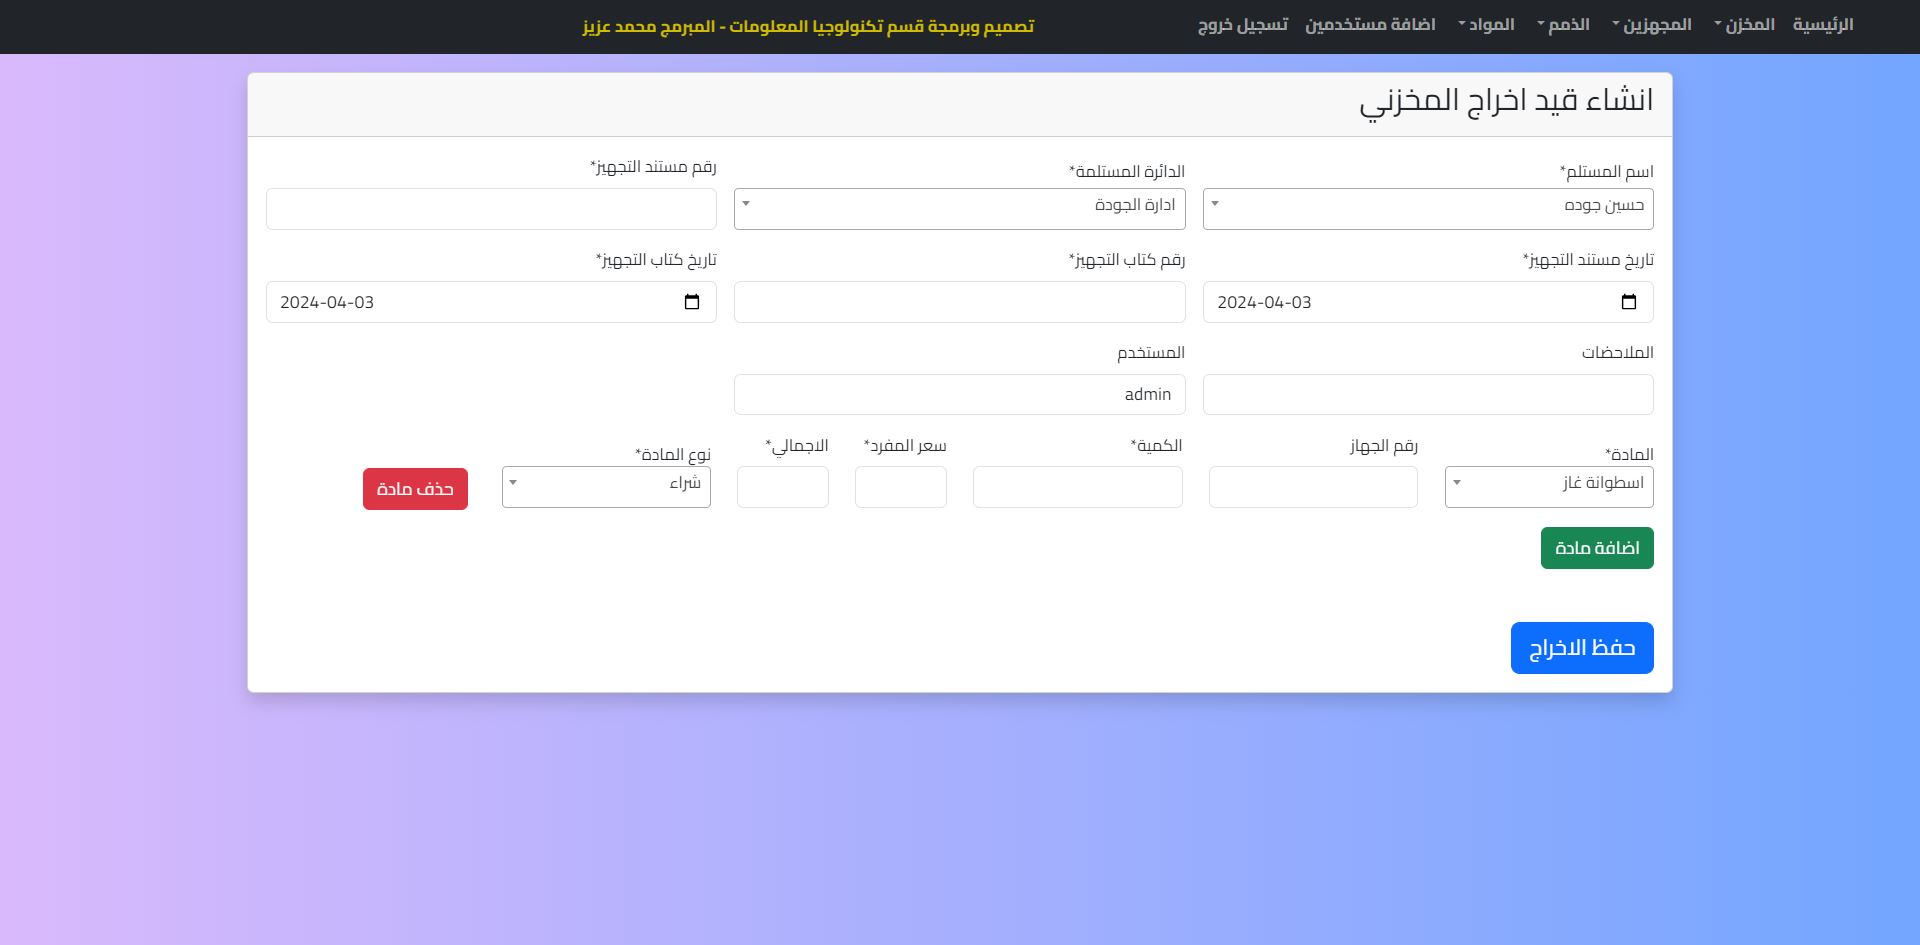 الرئيسية المخزن المجهزين الذمم المواد اضافة مستخدمين تسجيل خروج تصميم وبرمجة قسم تكنولوجيا المعلومات - المبرمج محمد عزيز
انشاء قيد اخراج المخزني
اسم المستلم* الدائرة المستلمة* رقم مستند التجهيز*
حسين جوده ادارة الجودة
تاريخ مستند التجهيز* رقم كتاب التجهيز* تاريخ كتاب التجهيز*
2024-04-03 2024-04-03
الملاحضات المستخدم
admin
المادة* رقم الجهاز الكمية* سعر المفرد* الاجمالي* نوع المادة*
اسطوانة غاز شراء حذف مادة
اضافة مادة
حفظ الاخراج